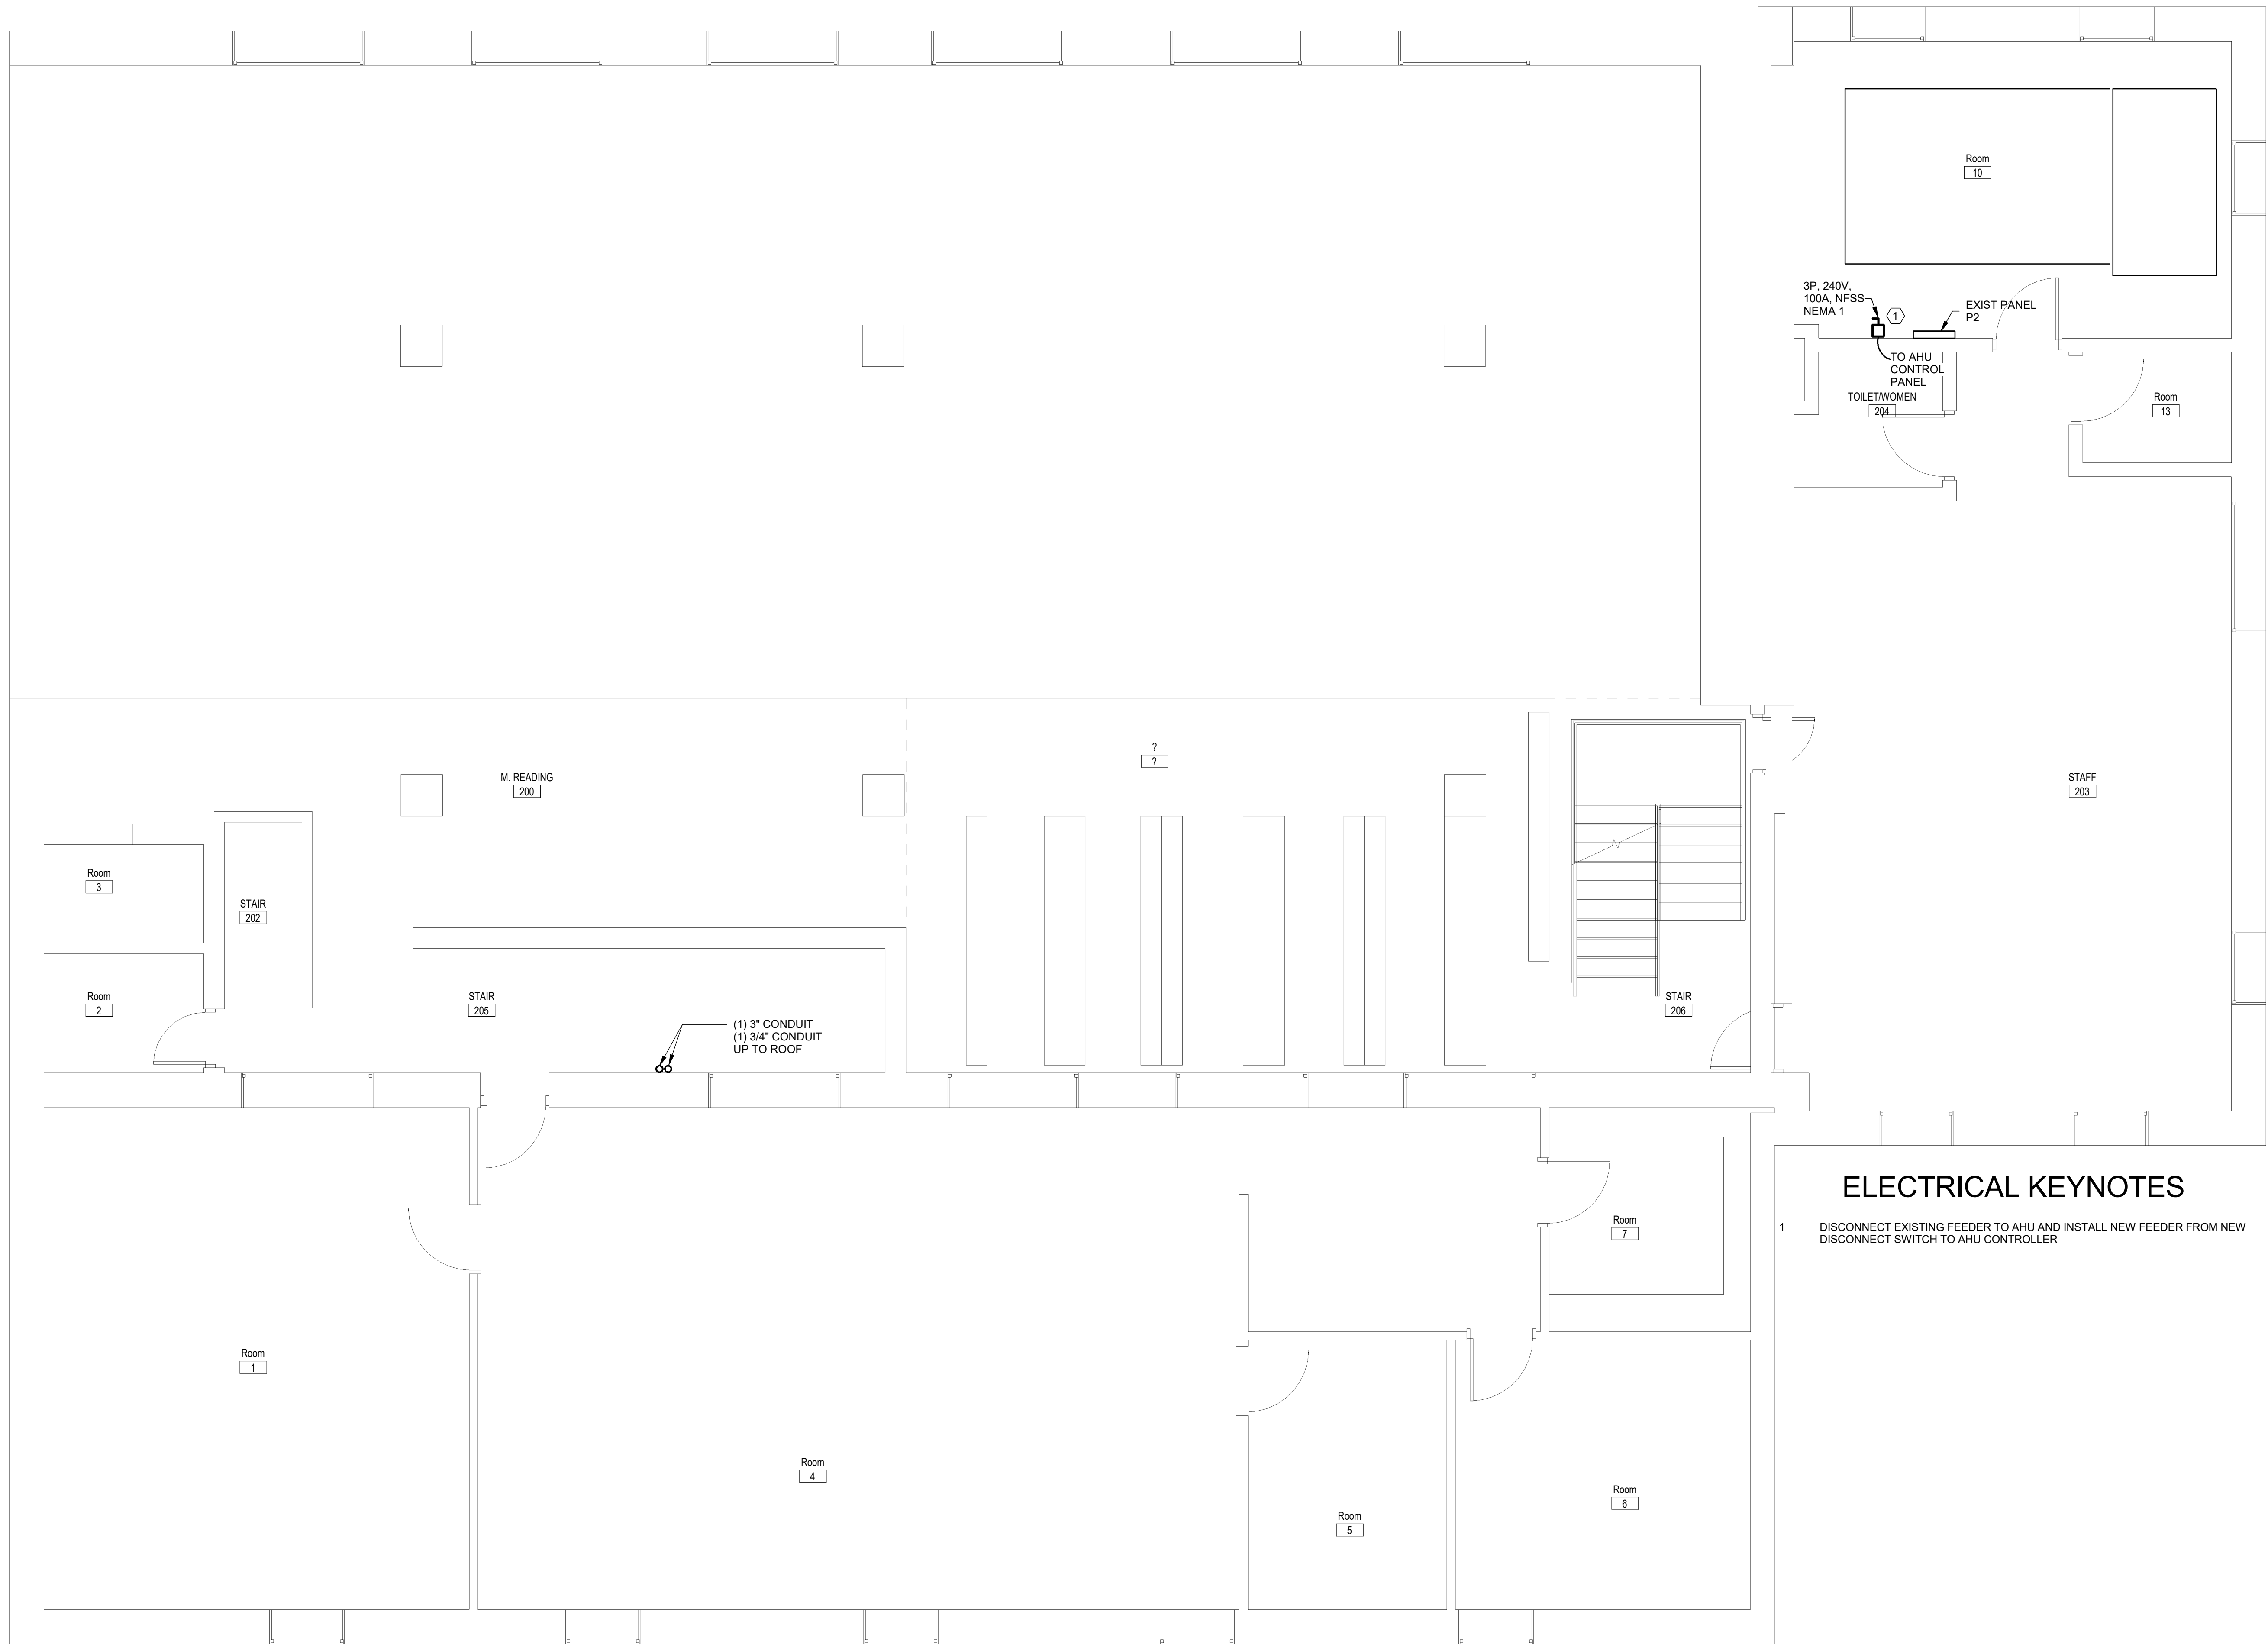 Room
10
3P, 240V,
100A, NFSS
NEMA 1
1
EXIST PANEL
P2
TO AHU
CONTROL
PANEL
TOILET/WOMEN
204
Room
13
?
?
M. READING
200
STAFF
203
Room
3
STAIR
202
Room
2
STAIR
205
STAIR
206
(1) 3" CONDUIT
(1) 3/4" CONDUIT
UP TO ROOF
ELECTRICAL KEYNOTES
1 DISCONNECT EXISTING FEEDER TO AHU AND INSTALL NEW FEEDER FROM NEW
DISCONNECT SWITCH TO AHU CONTROLLER
Room
7
Room
1
Room
4
Room
6
Room
5